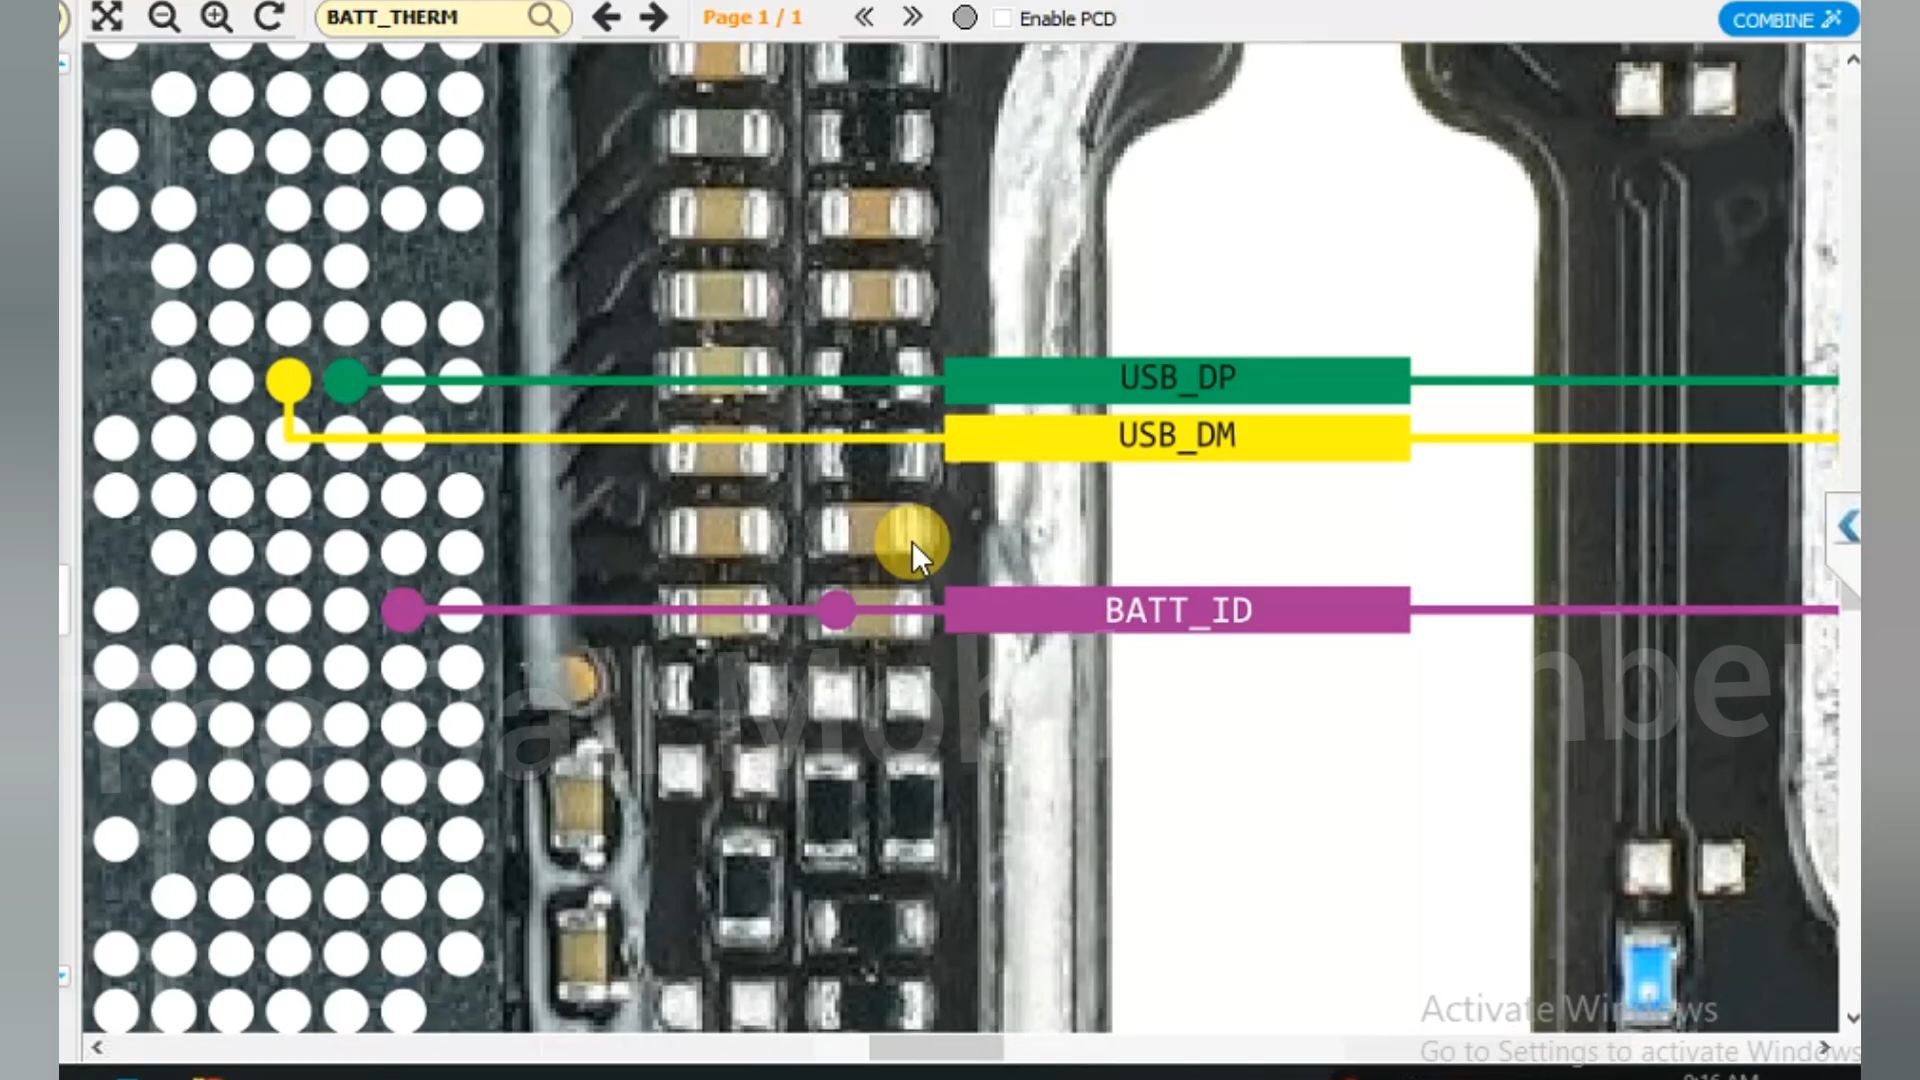 BATT_THERM
Page 1 / 1
Enable PCD
COMBINE
USB_DP
USB_DM
BATT_ID
Activate Windows
Go to Settings to activate Windows